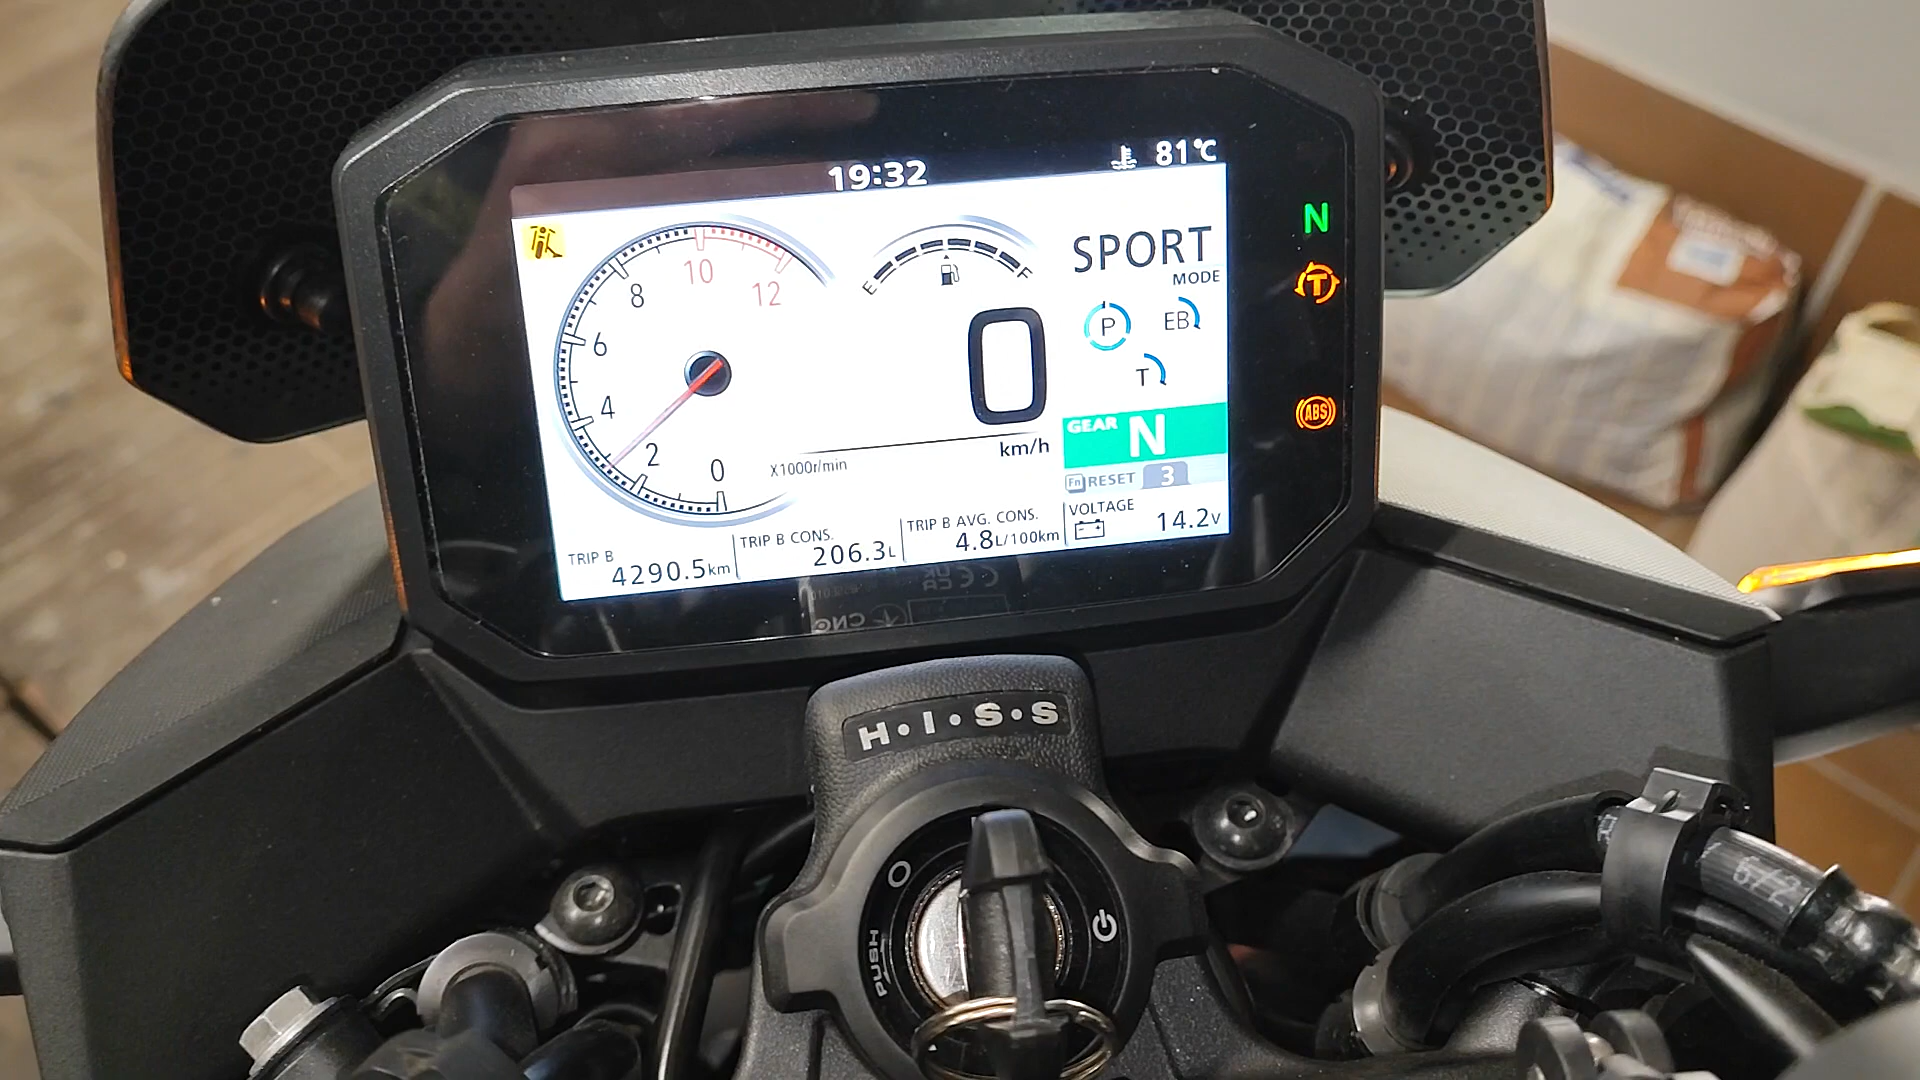 19:32
81℃
SPORT
MODE
N
T
P
EB
T
ABS
E
F
12
10
8
6
4
2
0
0
km/h
X1000r/min
GEAR N
Fn RESET 3
TRIP B
4290.5km
TRIP B CONS.
206.3L
TRIP B AVG. CONS.
4.8L/100km
VOLTAGE
14.2V
H·I·S·S
PUSH